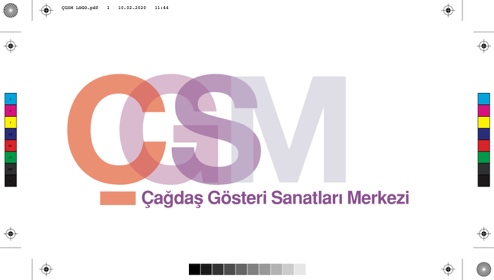 ÇGSM LOGO.pdf 1 10.02.2020 11:44
ÇGSM
Çağdaş Gösteri Sanatları Merkezi